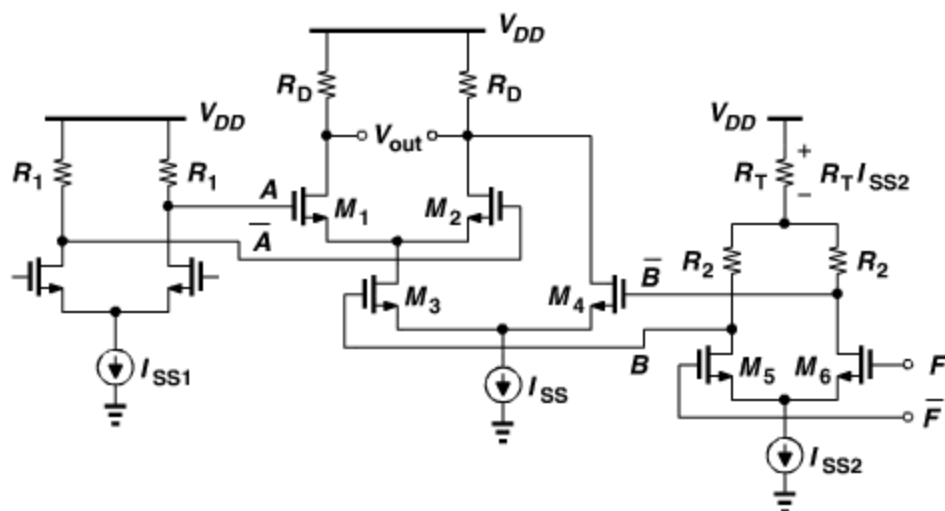 V_DD
R_D
R_D
V_DD
V_out
V_DD
R_1
R_1
A
M_1
M_2
R_T
+
R_T I_SS2
−
A̅
R_2
R_2
M_3
M_4
B̅
B
M_5
M_6
F
I_SS1
I_SS
F̅
I_SS2